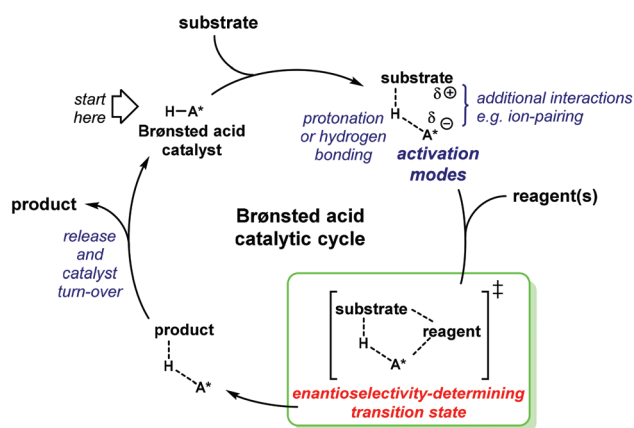 substrate
start
here
H–A*
Brønsted acid
catalyst
substrate
δ⊕
H
δ⊖
A*
protonation
or hydrogen
bonding
activation
modes
additional interactions
e.g. ion-pairing
reagent(s)
Brønsted acid
catalytic cycle
product
release
and
catalyst
turn-over
product
H
A*
substrate
reagent
H
A*
‡
enantioselectivity-determining
transition state